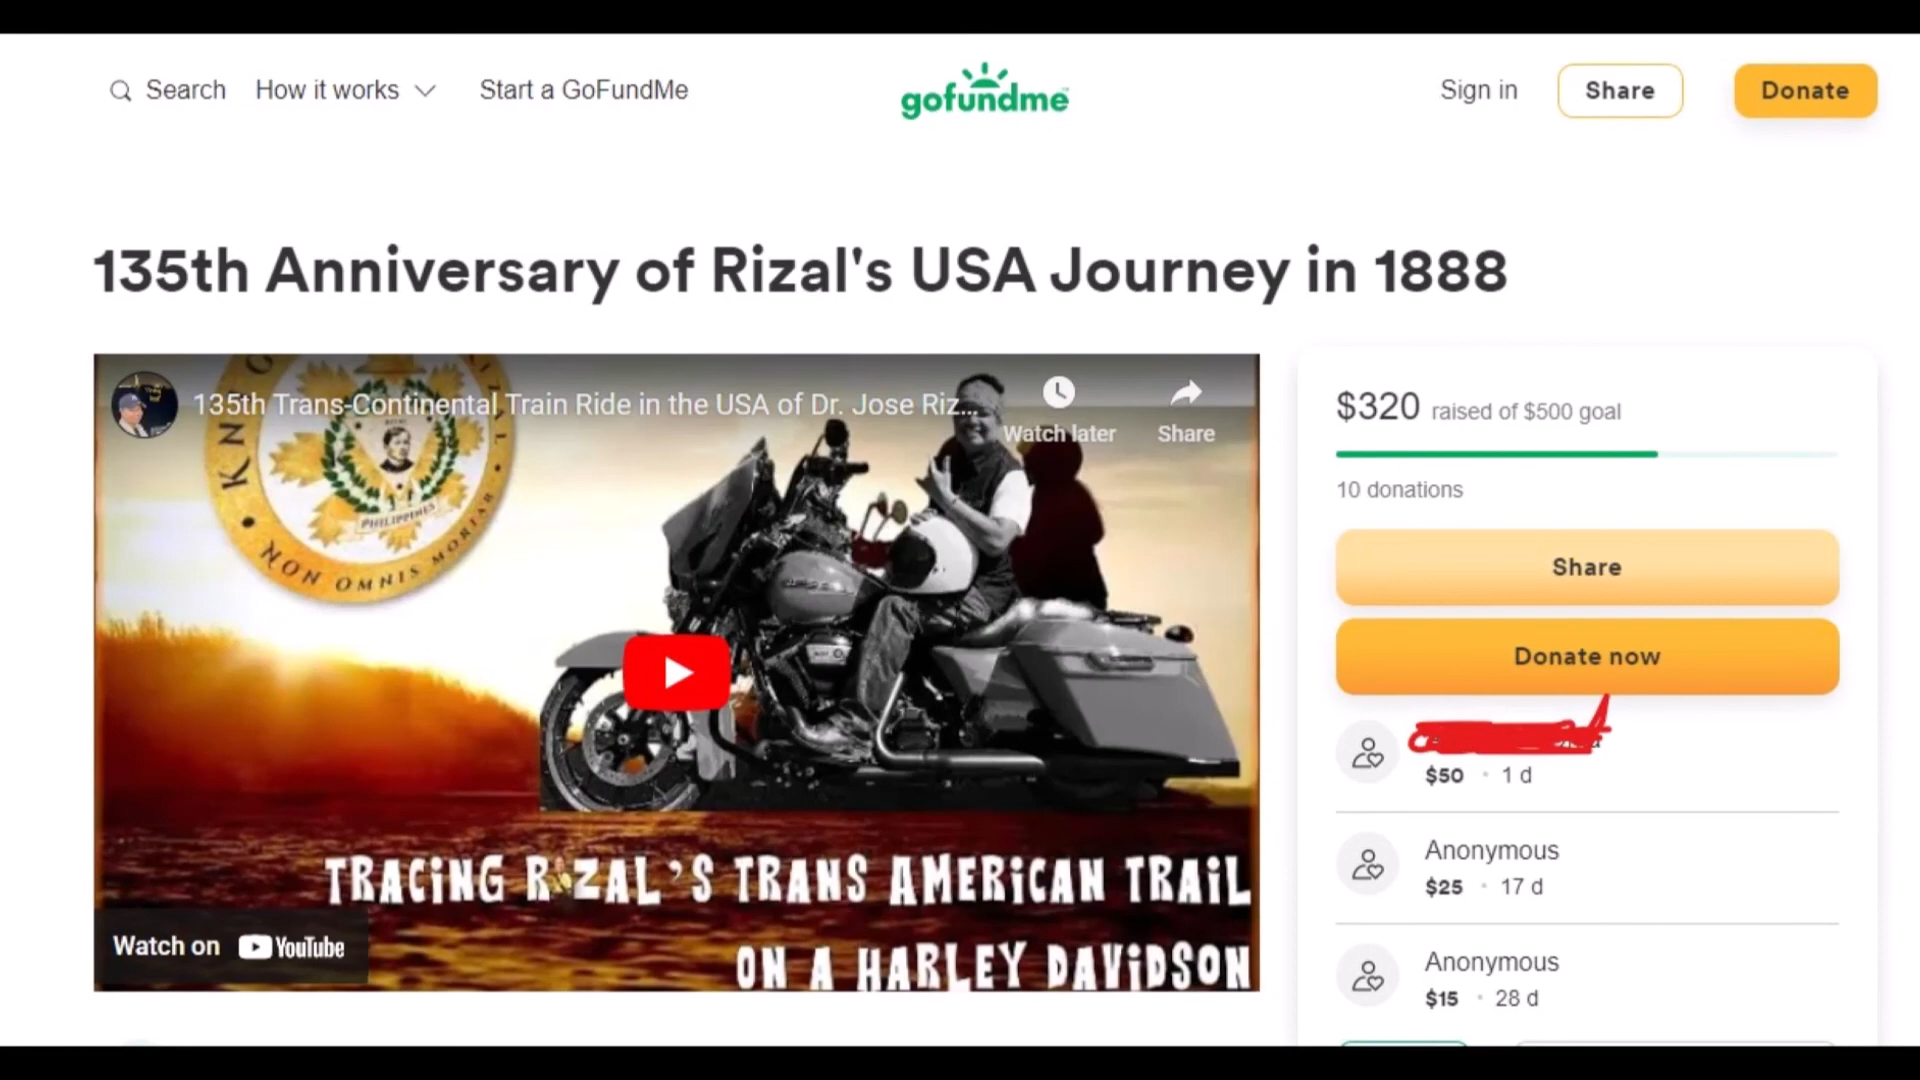 Search How it works Start a GoFundMe gofundme Sign in Share Donate
135th Anniversary of Rizal's USA Journey in 1888
135th Trans-Continental Train Ride in the USA of Dr. Jose Riz...
Watch later Share
KN
PHILIPPINES
NON OMNIS MORIAR
TRACING RIZAL'S TRANS AMERICAN TRAIL
ON A HARLEY DAVIDSON
Watch on YouTube
$320 raised of $500 goal
10 donations
Share
Donate now
$50 · 1 d
Anonymous
$25 · 17 d
Anonymous
$15 · 28 d